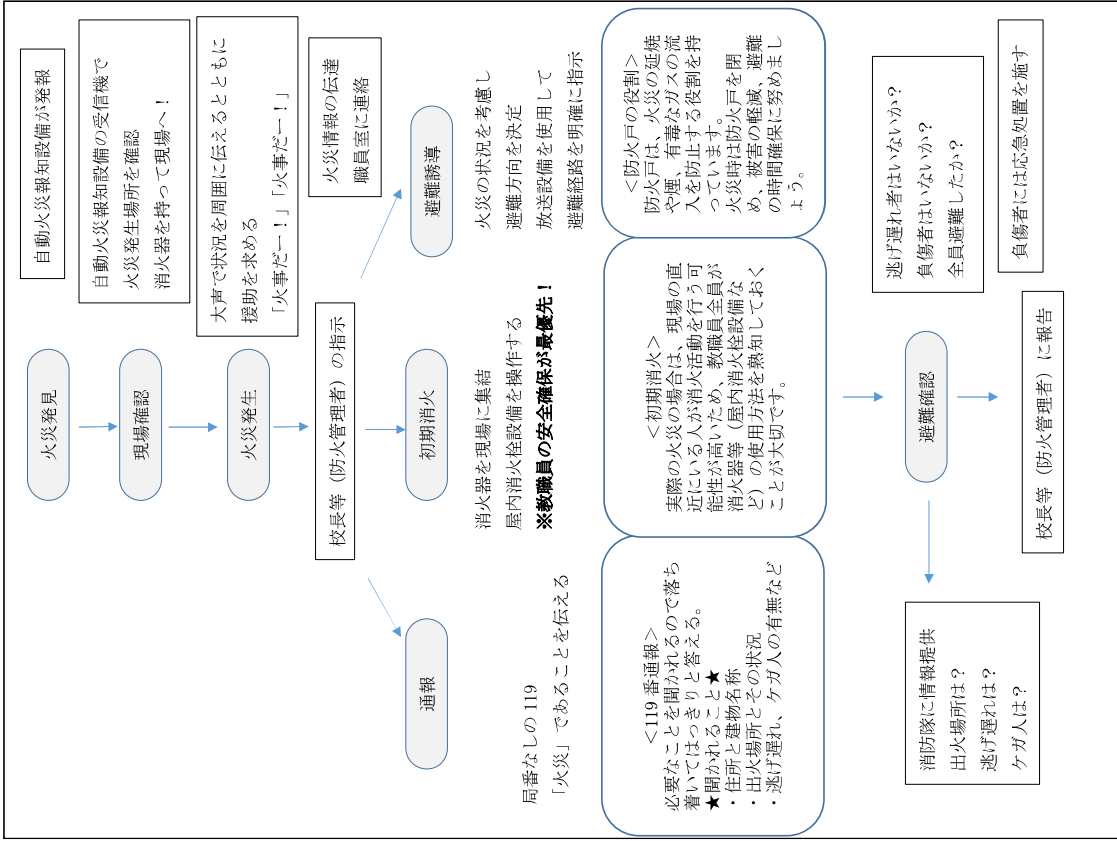 火災発見
自動火災報知設備が発報
現場確認
自動火災報知設備の受信機で
火災発生場所を確認
消火器を持って現場へ！
火災発生
大声で状況を周囲に伝えるとともに
援助を求める
「火事だー！」「火事だー！」
校長等（防火管理者）の指示
火災情報の伝達
職員室に連絡
通報
局番なしの 119
「火災」であることを伝える
初期消火
消火器を現場に集結
屋内消火栓設備を操作する
※教職員の安全確保が最優先！
避難誘導
火災の状況を考慮し
避難方向を決定
放送設備を使用して
避難経路を明確に指示
＜119 番通報＞
必要なことを聞かれるので落ち
着いてはっきりと答える。
★聞かれること★
・住所と建物名称
・出火場所とその状況
・逃げ遅れ、ケガ人の有無など
＜初期消火＞
実際の火災の場合は、現場の直
近にいる人が消火活動を行う可
能性が高いため、教職員全員が
消火器等（屋内消火栓設備な
ど）の使用方法を熟知しておく
ことが大切です。
＜防火戸の役割＞
防火戸は、火災の延焼
や煙、有毒なガスの流
入を防止する役割を持
っています。
火災時は防火戸を閉
め、被害の軽減、避難
の時間確保に努めまし
ょう。
避難確認
逃げ遅れ者はいないか？
負傷者はいないか？
全員避難したか？
負傷者には応急処置を施す
校長等（防火管理者）に報告
消防隊に情報提供
出火場所は？
逃げ遅れは？
ケガ人は？